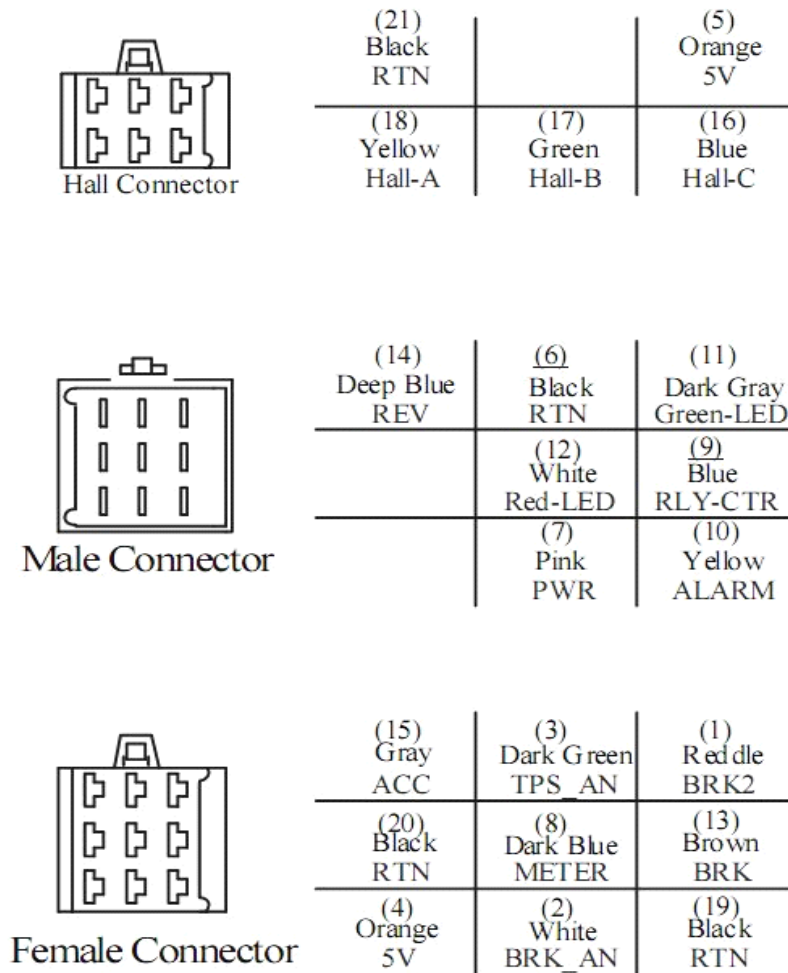 (21) (5)
Black Orange
RTN 5V
(18) (17) (16)
Yellow Green Blue
Hall-A Hall-B Hall-C
Hall Connector
(14) (6) (11)
Deep Blue Black Dark Gray
REV RTN Green-LED
(12) (9)
White Blue
Red-LED RLY-CTR
(7) (10)
Pink Yellow
PWR ALARM
Male Connector
(15) (3) (1)
Gray Dark Green Reddle
ACC TPS_AN BRK2
(20) (8) (13)
Black Dark Blue Brown
RTN METER BRK
(4) (2) (19)
Orange White Black
5V BRK_AN RTN
Female Connector